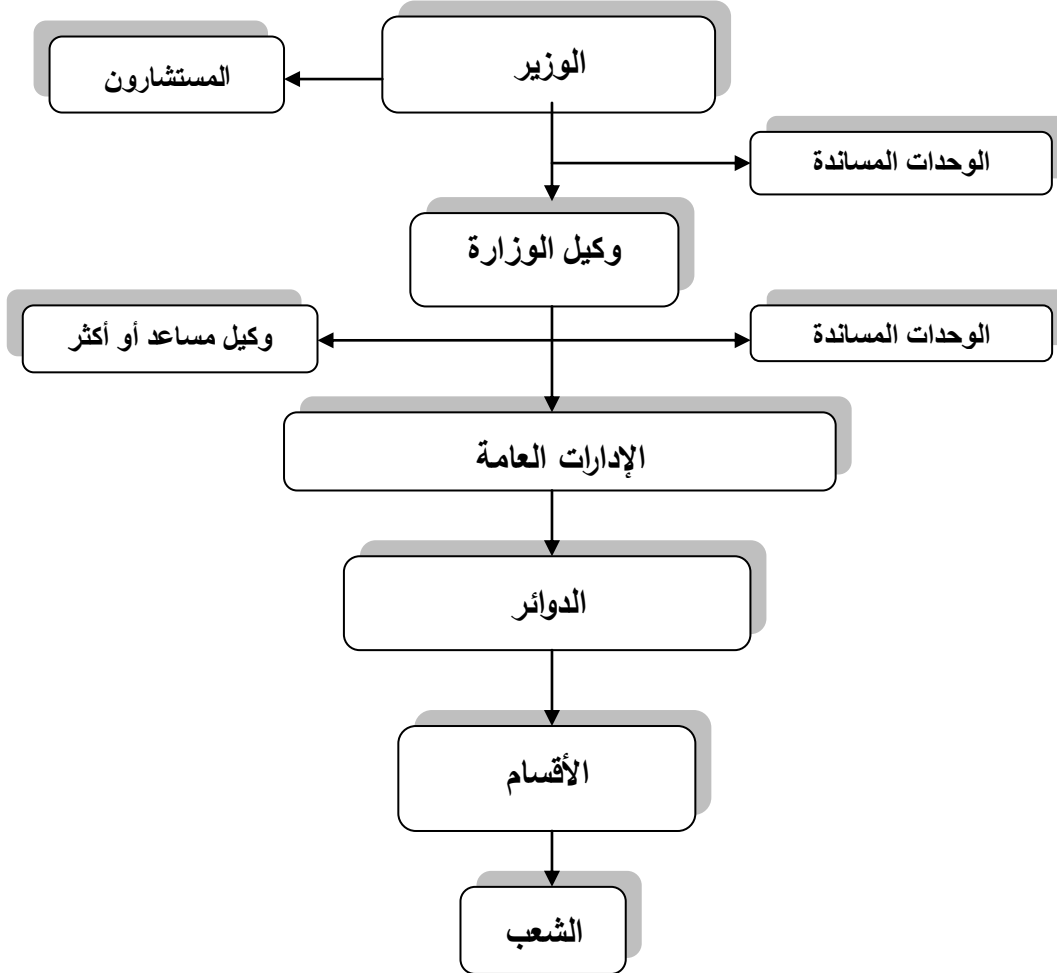 الوزير
المستشارون
الوحدات المساندة
وكيل الوزارة
الوحدات المساندة
وكيل مساعد أو أكثر
الإدارات العامة
الدوائر
الأقسام
الشعب